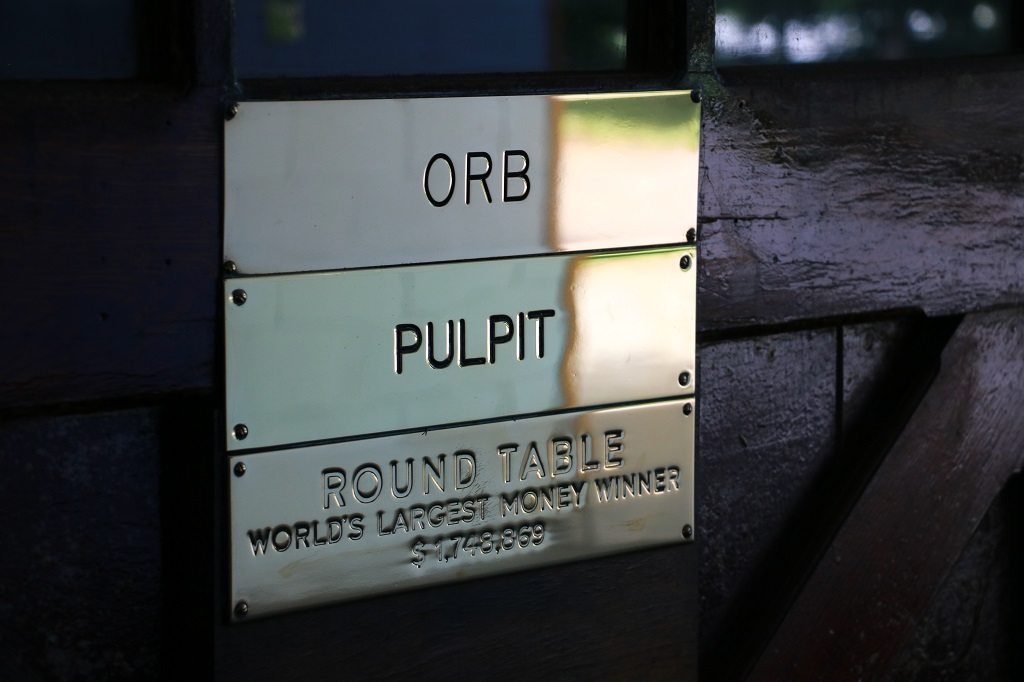 ORB
PULPIT
ROUND TABLE
WORLD'S LARGEST MONEY WINNER
$1,748,869